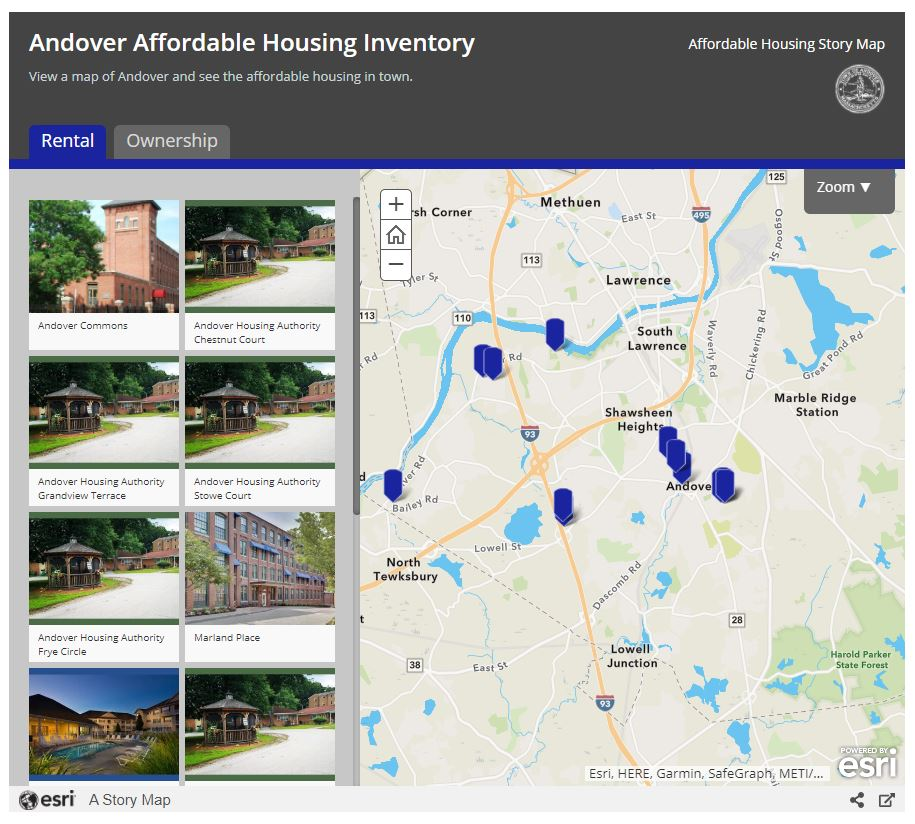 Andover Affordable Housing Inventory
Affordable Housing Story Map
View a map of Andover and see the affordable housing in town.
Rental
Ownership
Andover Commons
Andover Housing Authority
Chestnut Court
Andover Housing Authority
Grandview Terrace
Andover Housing Authority
Stowe Court
Andover Housing Authority
Frye Circle
Marland Place
Zoom ▼
+
−
125
rsh Corner
Methuen
East St
495
Osgood St
113
Tyler St
Lawrence
113
110
South
Lawrence
Waverly Rd
Chickering Rd
Great Pond Rd
Rd
Rd
Marble Ridge
Station
Shawsheen
Heights
93
d
ver Rd
Bailey Rd
Andove
Lowell St
North
Tewksbury
Dascomb Rd
t
28
Lowell
Junction
Harold Parker
State Forest
38
East St
93
POWERED BY
esri
Esri, HERE, Garmin, SafeGraph, METI/...
esri
A Story Map